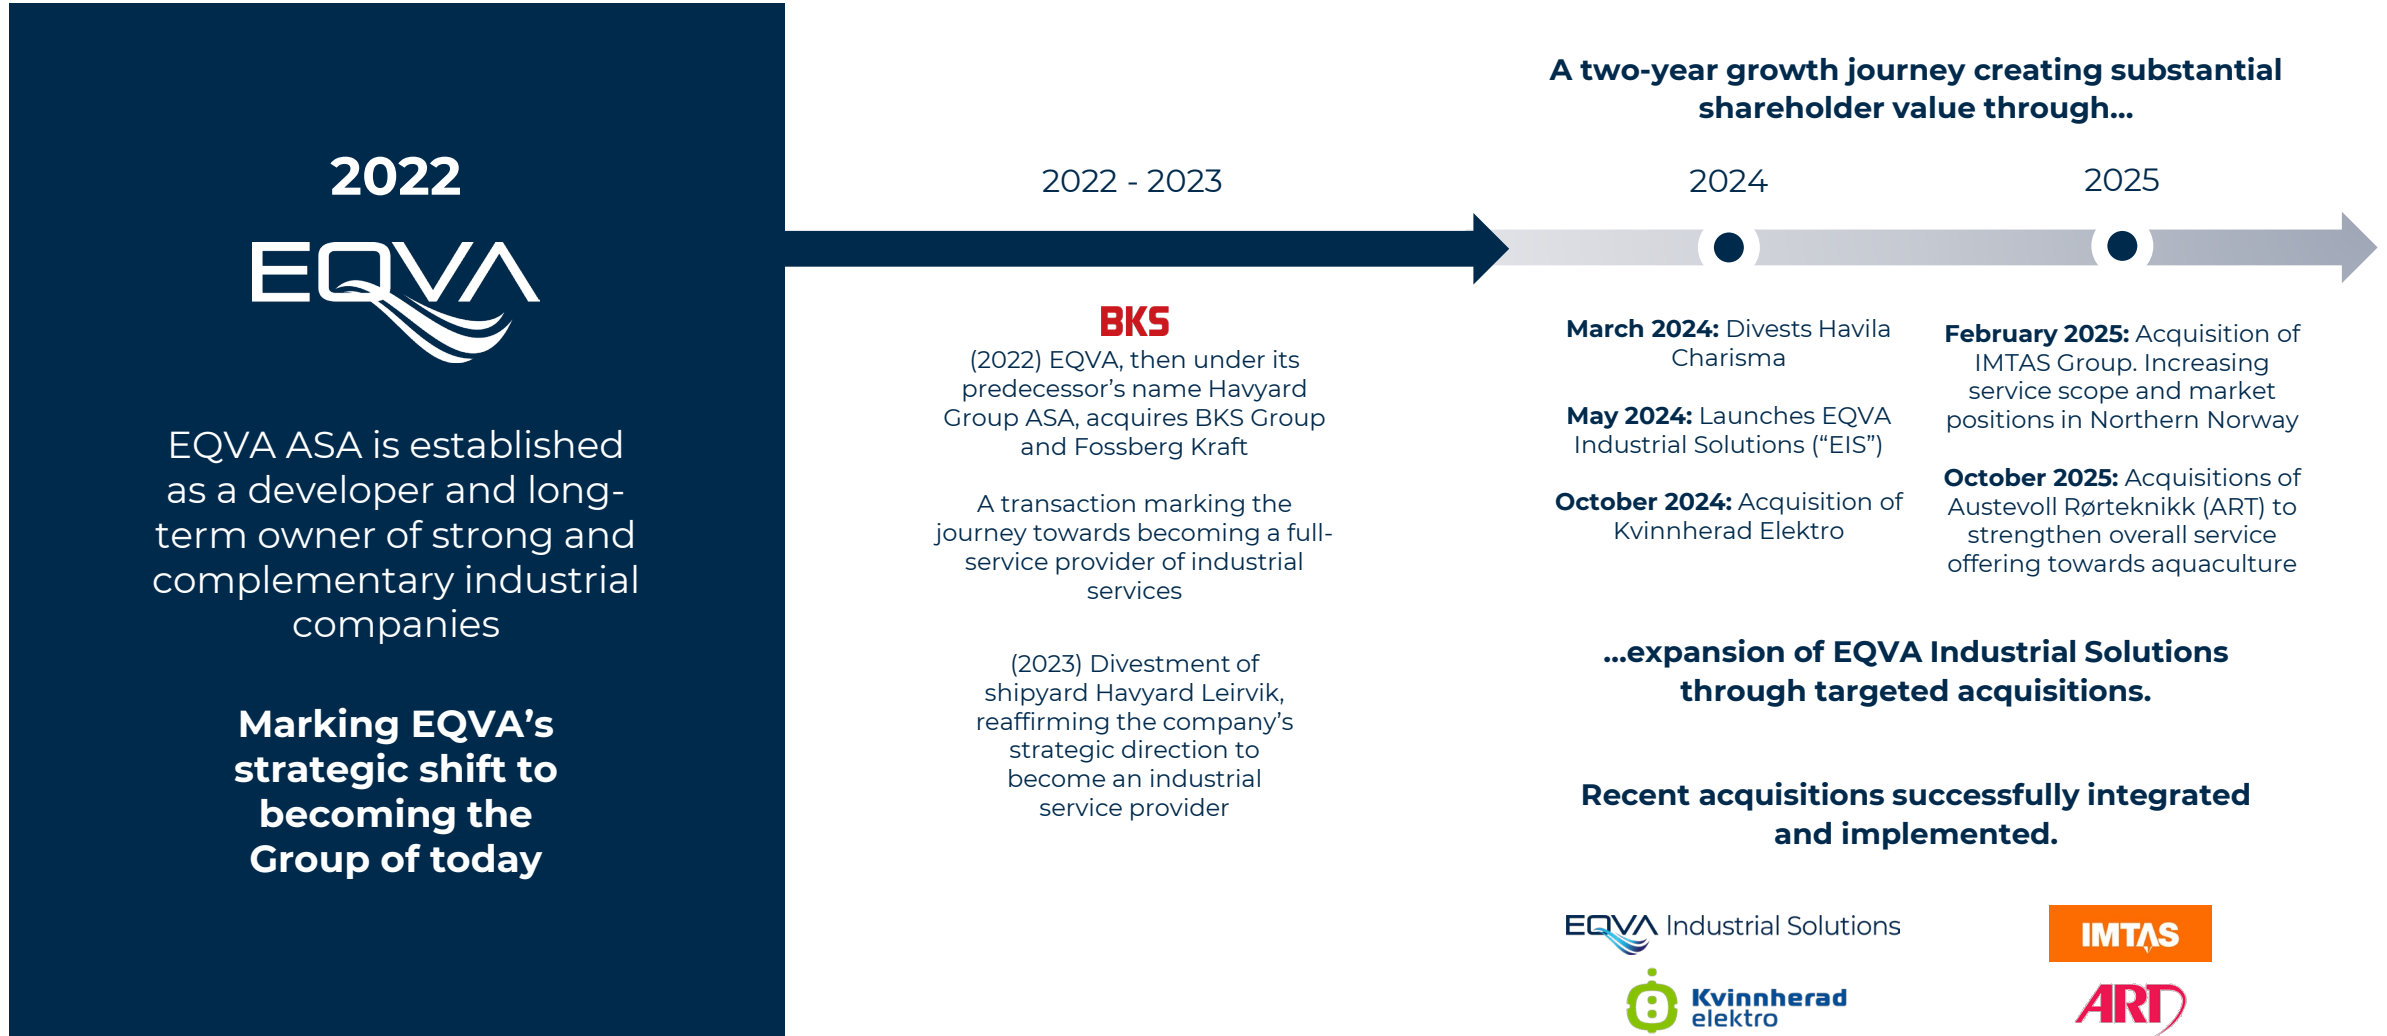 2022
EQVA
EQVA ASA is established
as a developer and long-
term owner of strong and
complementary industrial
companies
Marking EQVA’s
strategic shift to
becoming the
Group of today
2022 - 2023
BKS
(2022) EQVA, then under its
predecessor’s name Havyard
Group ASA, acquires BKS Group
and Fossberg Kraft
A transaction marking the
journey towards becoming a full-
service provider of industrial
services
(2023) Divestment of
shipyard Havyard Leirvik,
reaffirming the company’s
strategic direction to
become an industrial
service provider
A two-year growth journey creating substantial
shareholder value through...
2024
March 2024: Divests Havila
Charisma
May 2024: Launches EQVA
Industrial Solutions (“EIS”)
October 2024: Acquisition of
Kvinnherad Elektro
2025
February 2025: Acquisition of
IMTAS Group. Increasing
service scope and market
positions in Northern Norway
October 2025: Acquisitions of
Austevoll Rørteknikk (ART) to
strengthen overall service
offering towards aquaculture
...expansion of EQVA Industrial Solutions
through targeted acquisitions.
Recent acquisitions successfully integrated
and implemented.
EQVA Industrial Solutions
IMTAS
Kvinnherad
elektro
ART